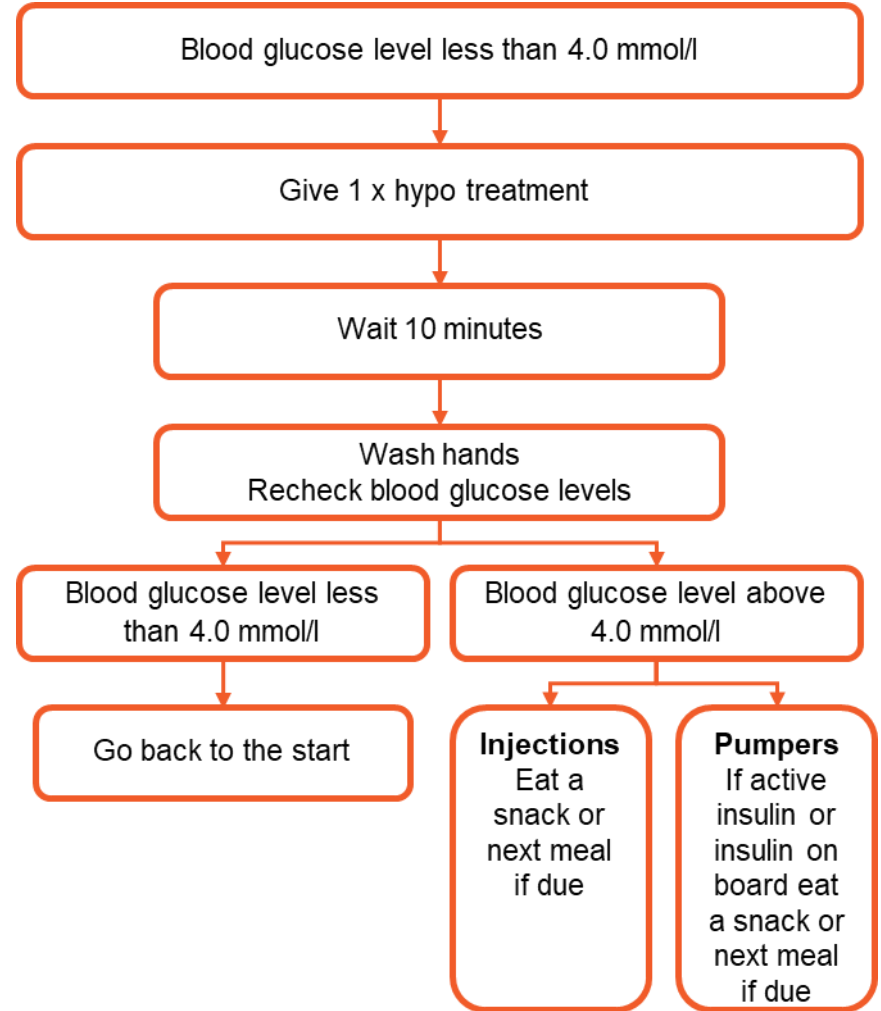 Blood glucose level less than 4.0 mmol/l
Give 1 x hypo treatment
Wait 10 minutes
Wash hands
Recheck blood glucose levels
Blood glucose level less
than 4.0 mmol/l
Blood glucose level above
4.0 mmol/l
Go back to the start
Injections
Eat a
snack or
next meal
if due
Pumpers
If active
insulin or
insulin on
board eat
a snack or
next meal
if due